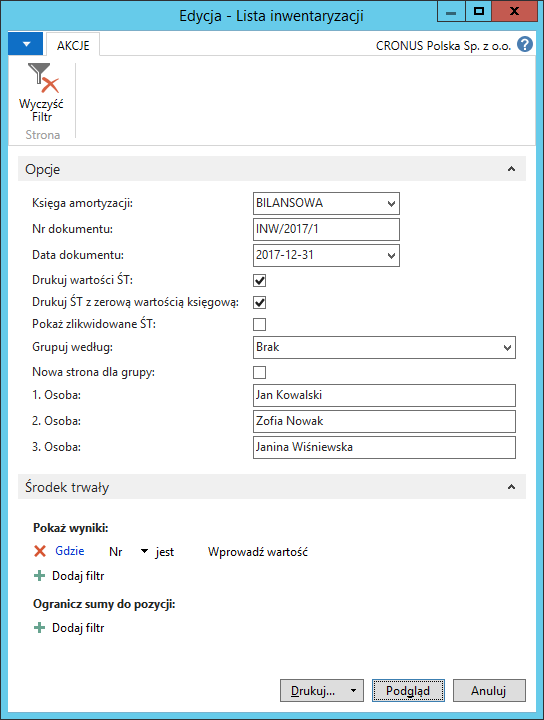 Edycja - Lista inwentaryzacji
AKCJE
CRONUS Polska Sp. z o.o.
?
Wyczyść
Filtr
Strona
Opcje
Księga amortyzacji: BILANSOWA
Nr dokumentu: INW/2017/1
Data dokumentu: 2017-12-31
Drukuj wartości ŚT:
Drukuj ŚT z zerową wartością księgową:
Pokaż zlikwidowane ŚT:
Grupuj według: Brak
Nowa strona dla grupy:
1. Osoba: Jan Kowalski
2. Osoba: Zofia Nowak
3. Osoba: Janina Wiśniewska
Środek trwały
Pokaż wyniki:
Gdzie Nr jest Wprowadź wartość
Dodaj filtr
Ogranicz sumy do pozycji:
Dodaj filtr
Drukuj... Podgląd Anuluj